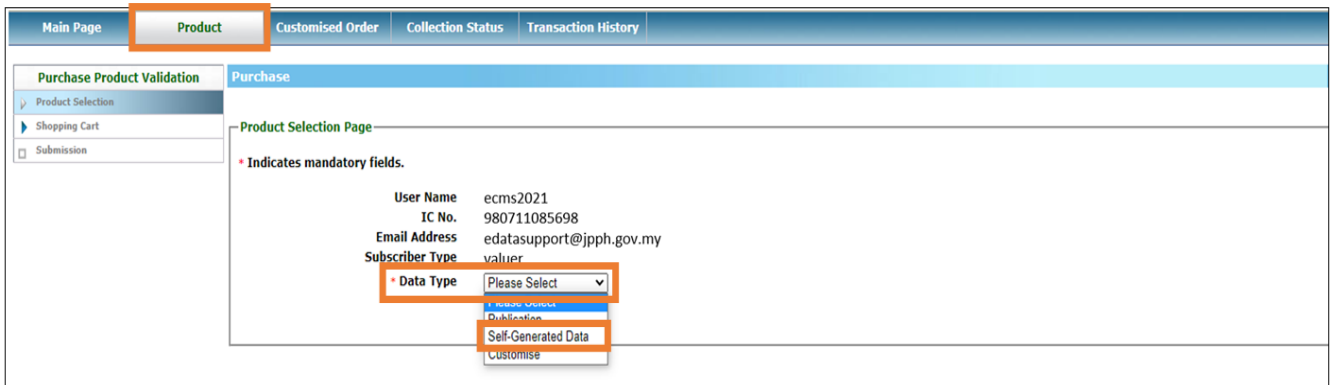 Main Page Product Customised Order Collection Status Transaction History
Purchase Product Validation
Product Selection
Shopping Cart
Submission
Purchase
Product Selection Page
* Indicates mandatory fields.
User Name ecms2021
IC No. 980711085698
Email Address edatasupport@jpph.gov.my
Subscriber Type valuer
* Data Type Please Select
Please Select
Publication
Self-Generated Data
Customise